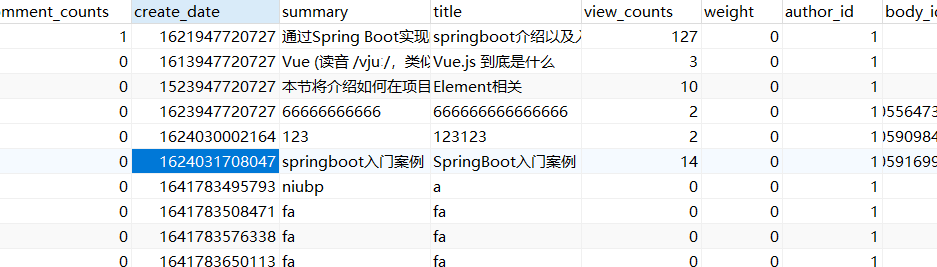 mment_counts create_date summary title view_counts weight author_id body_id
1 1621947720727 通过Spring Boot实现 springboot介绍以及入 127 0 1
0 1613947720727 Vue (读音 /vjuː/，类似 Vue.js 到底是什么 3 0 1
0 1523947720727 本节将介绍如何在项目 Element相关 10 0 1
0 1623947720727 66666666666 666666666666666 2 0 1 10556473
0 1624030002164 123 123123 2 0 1 10590984
0 1624031708047 springboot入门案例 SpringBoot入门案例 14 0 1 10591699
0 1641783495793 niubp a 0 0 1
0 1641783508471 fa fa 0 0 1
0 1641783576338 fa fa 0 0 1
0 1641783650113 fa fa 0 0 1